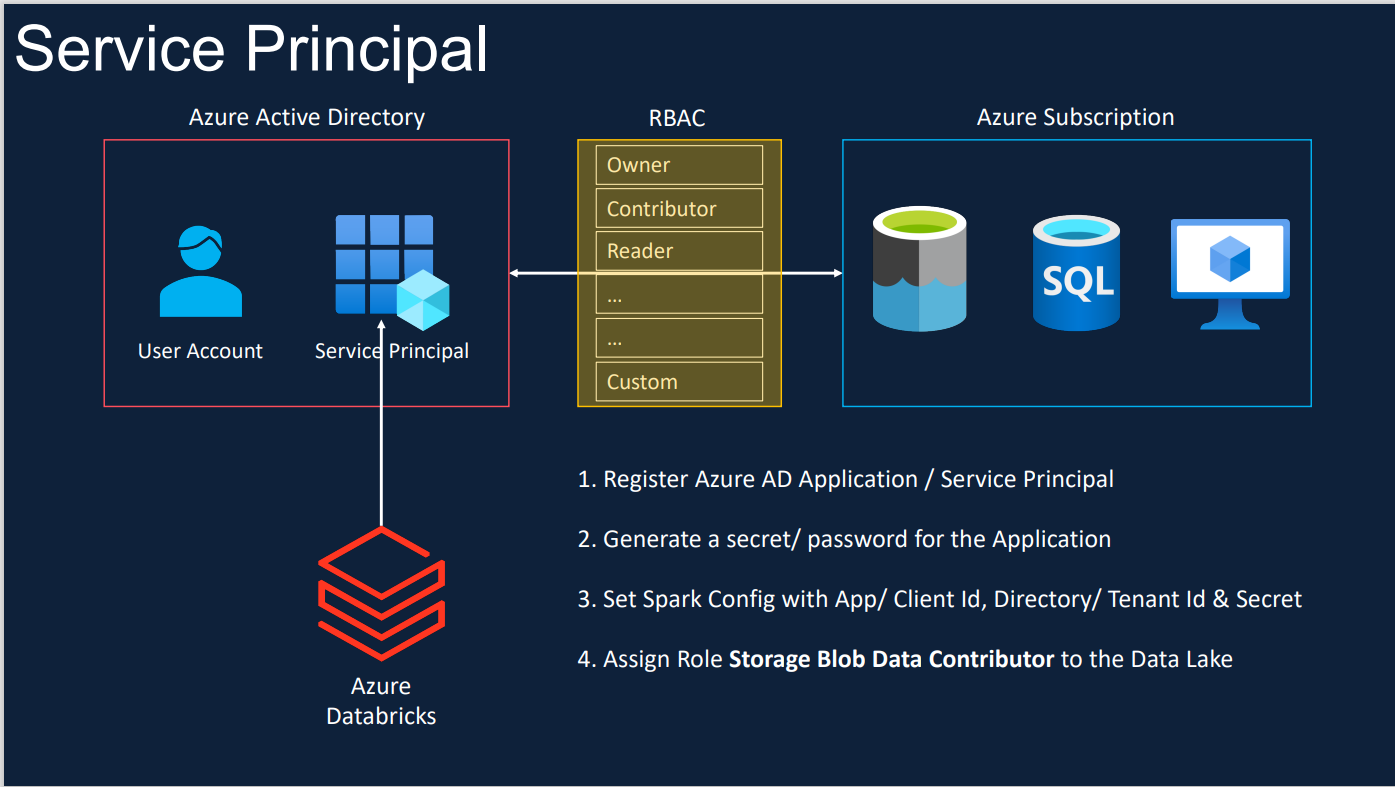 Service Principal
Azure Active Directory
RBAC
Azure Subscription
Owner
Contributor
Reader
...
...
Custom
User Account
Service Principal
SQL
1. Register Azure AD Application / Service Principal
2. Generate a secret/ password for the Application
3. Set Spark Config with App/ Client Id, Directory/ Tenant Id & Secret
4. Assign Role Storage Blob Data Contributor to the Data Lake
Azure
Databricks